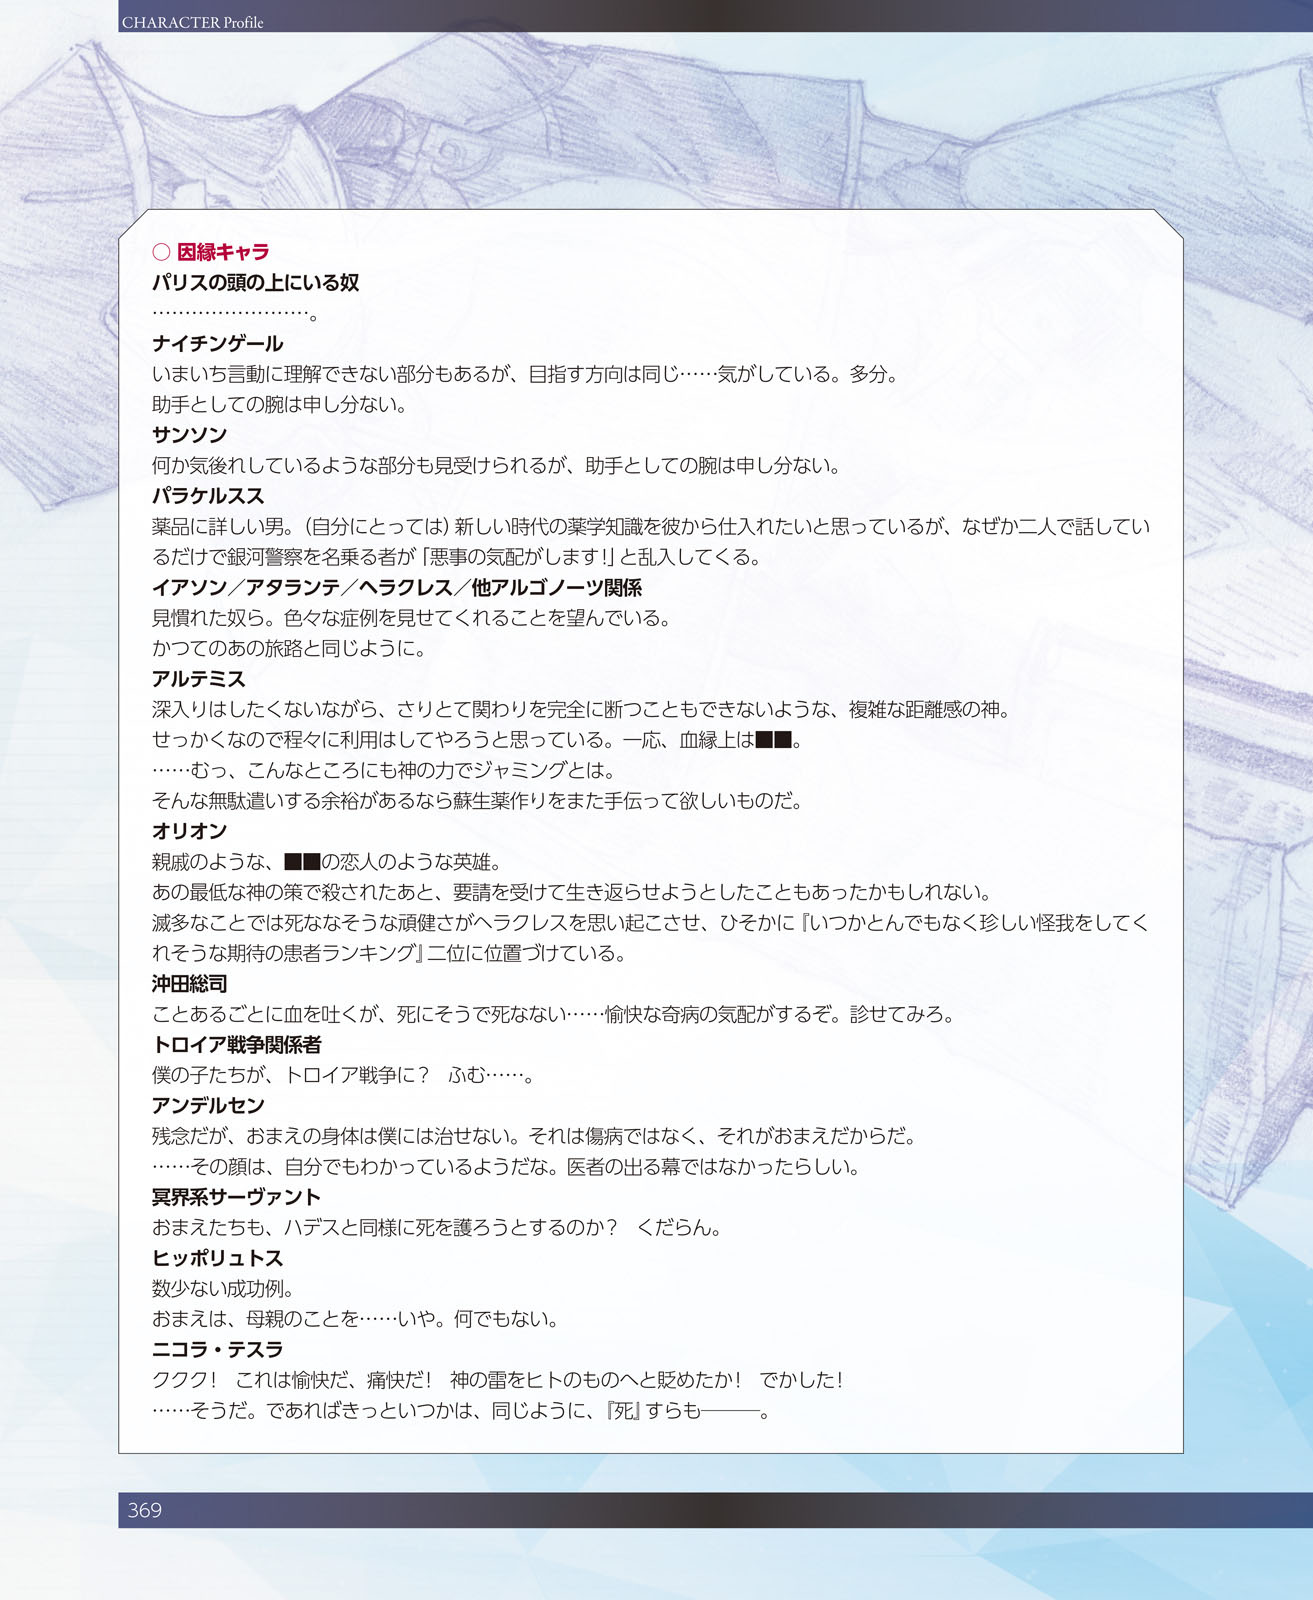 CHARACTER Profile
○ 因縁キャラ
パリスの頭の上にいる奴
……………………。
ナイチンゲール
いまいち言動に理解できない部分もあるが、目指す方向は同じ……気がしている。多分。
助手としての腕は申し分ない。
サンソン
何か気後れしているような部分も見受けられるが、助手としての腕は申し分ない。
パラケルスス
薬品に詳しい男。（自分にとっては）新しい時代の薬学知識を彼から仕入れたいと思っているが、なぜか二人で話してい
るだけで銀河警察を名乗る者が「悪事の気配がします！」と乱入してくる。
イアソン／アタランテ／ヘラクレス／他アルゴノーツ関係
見慣れた奴ら。色々な症例を見せてくれることを望んでいる。
かつてのあの旅路と同じように。
アルテミス
深入りはしたくないながら、さりとて関わりを完全に断つこともできないような、複雑な距離感の神。
せっかくなので程々に利用はしてやろうと思っている。一応、血縁上は■■。
……むっ、こんなところにも神の力でジャミングとは。
そんな無駄遣いする余裕があるなら蘇生薬作りをまた手伝って欲しいものだ。
オリオン
親戚のような、■■の恋人のような英雄。
あの最低な神の策で殺されたあと、要請を受けて生き返らせようとしたこともあったかもしれない。
滅多なことでは死ななそうな頑健さがヘラクレスを思い起こさせ、ひそかに『いつかとんでもなく珍しい怪我をしてく
れそうな期待の患者ランキング』二位に位置づけている。
沖田総司
ことあるごとに血を吐くが、死にそうで死なない……愉快な奇病の気配がするぞ。診せてみろ。
トロイア戦争関係者
僕の子たちが、トロイア戦争に？　ふむ……。
アンデルセン
残念だが、おまえの身体は僕には治せない。それは傷病ではなく、それがおまえだからだ。
……その顔は、自分でもわかっているようだな。医者の出る幕ではなかったらしい。
冥界系サーヴァント
おまえたちも、ハデスと同様に死を護ろうとするのか？　くだらん。
ヒッポリュトス
数少ない成功例。
おまえは、母親のことを……いや。何でもない。
ニコラ・テスラ
ククク！　これは愉快だ、痛快だ！　神の雷をヒトのものへと貶めたか！　でかした！
……そうだ。であればきっといつかは、同じように、『死』すらも―――。
369